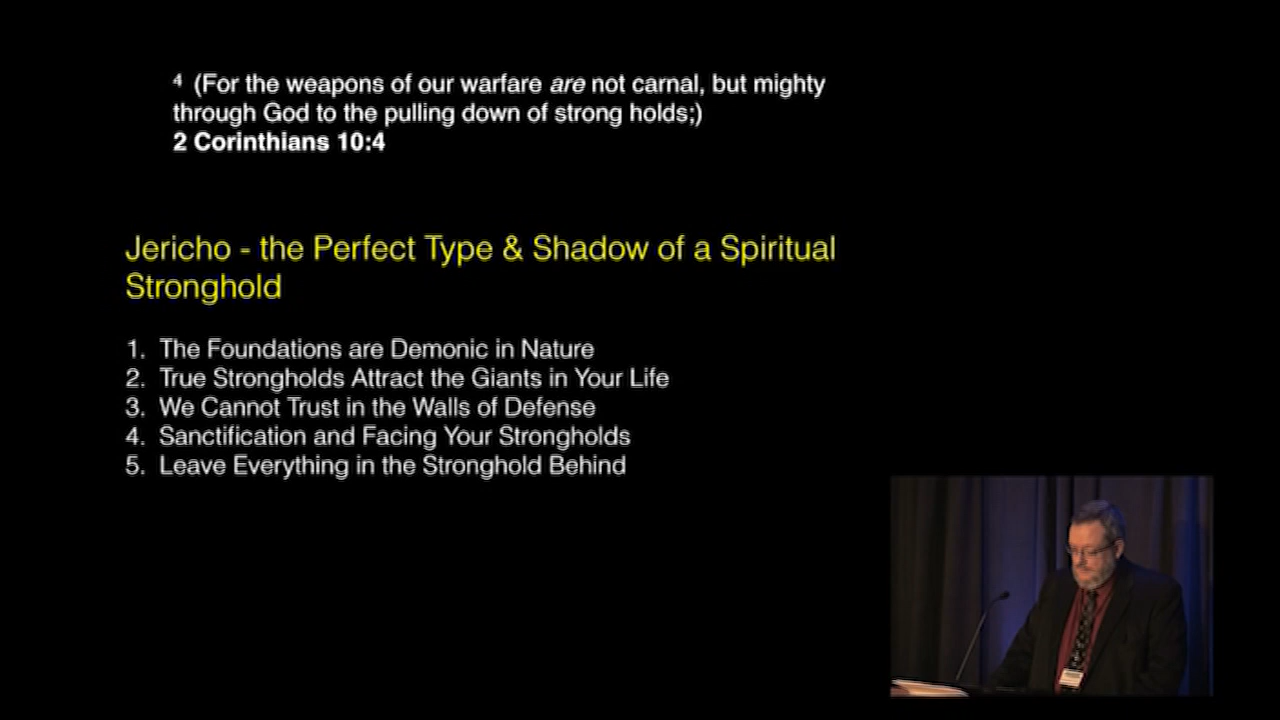 4 (For the weapons of our warfare are not carnal, but mighty
through God to the pulling down of strong holds;)
2 Corinthians 10:4
Jericho - the Perfect Type & Shadow of a Spiritual
Stronghold
1. The Foundations are Demonic in Nature
2. True Strongholds Attract the Giants in Your Life
3. We Cannot Trust in the Walls of Defense
4. Sanctification and Facing Your Strongholds
5. Leave Everything in the Stronghold Behind